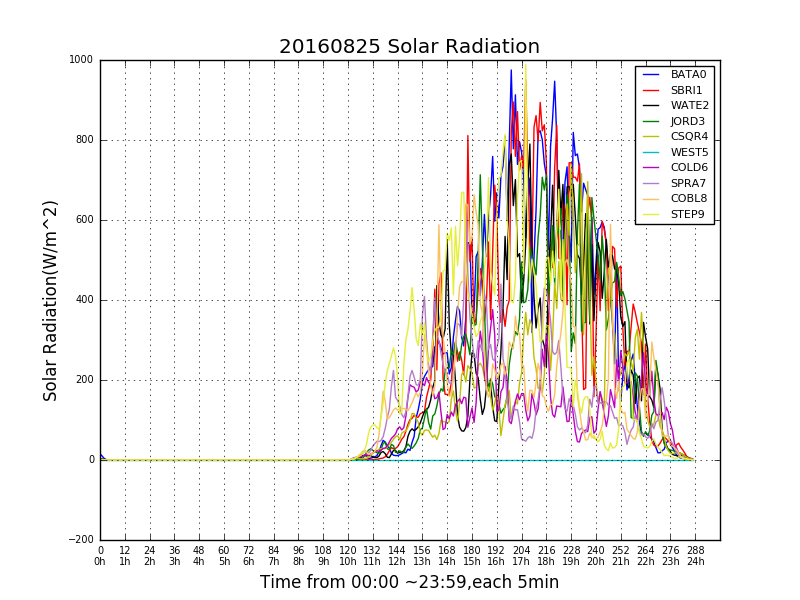 20160825 Solar Radiation
1000
800
600
400
200
0
−200
Solar Radiation(W/m^2)
BATA0
SBRI1
WATE2
JORD3
CSQR4
WEST5
COLD6
SPRA7
COBL8
STEP9
0 12 24 36 48 60 72 84 96 108 120 132 144 156 168 180 192 204 216 228 240 252 264 276 288
0h 1h 2h 3h 4h 5h 6h 7h 8h 9h 10h 11h 12h 13h 14h 15h 16h 17h 18h 19h 20h 21h 22h 23h 24h
Time from 00:00 ~23:59,each 5min